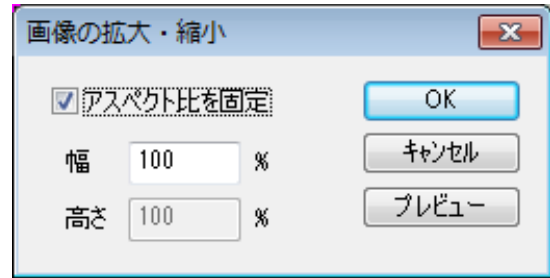 画像の拡大・縮小
アスペクト比を固定
幅 100 %
高さ 100 %
OK
キャンセル
プレビュー